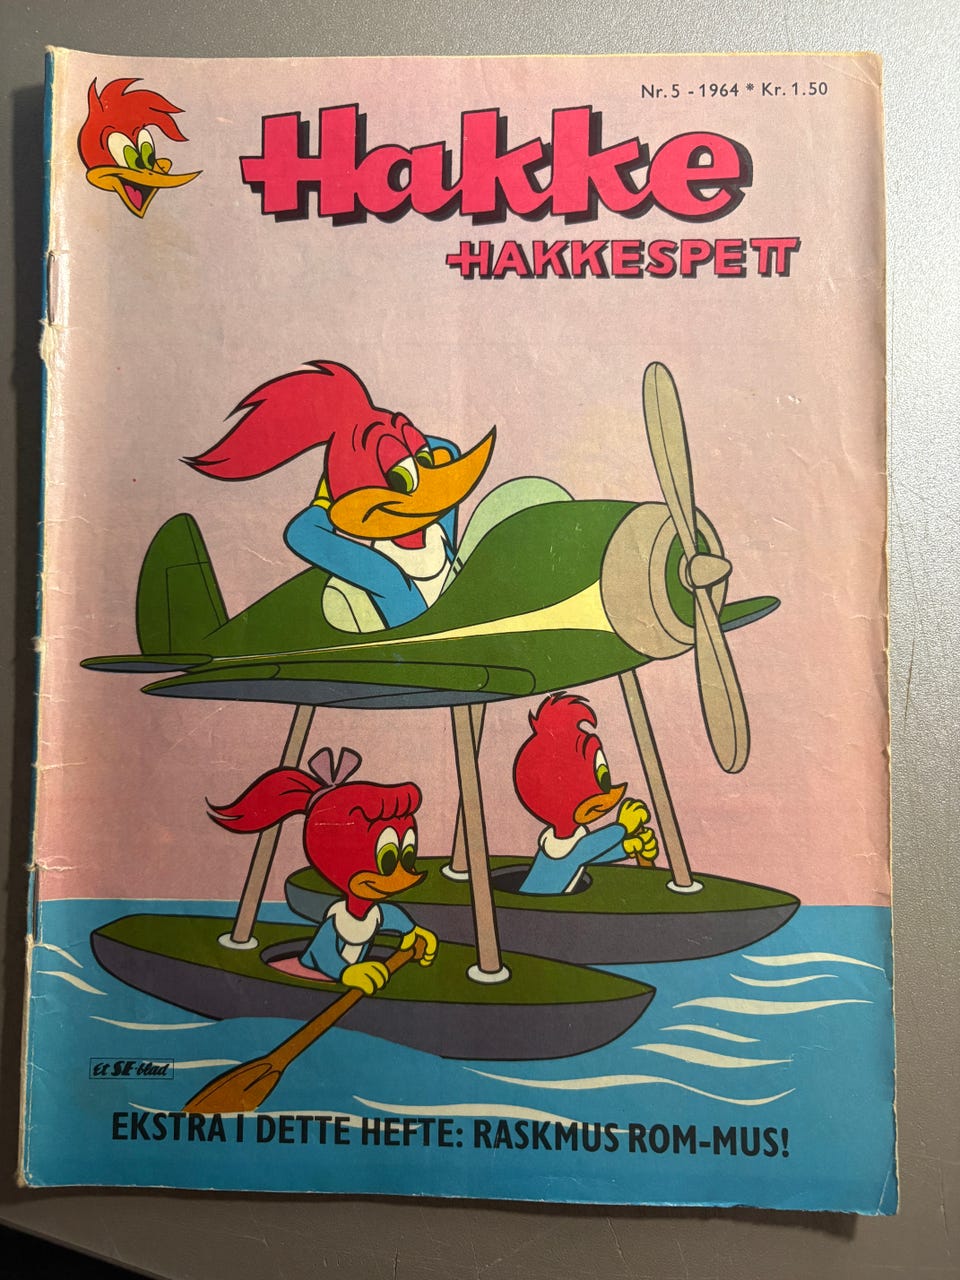 Nr. 5 - 1964 * Kr. 1.50
Hakke
HAKKESPETT
Et SE-blad
EKSTRA I DETTE HEFTE: RASKMUS ROM-MUS!